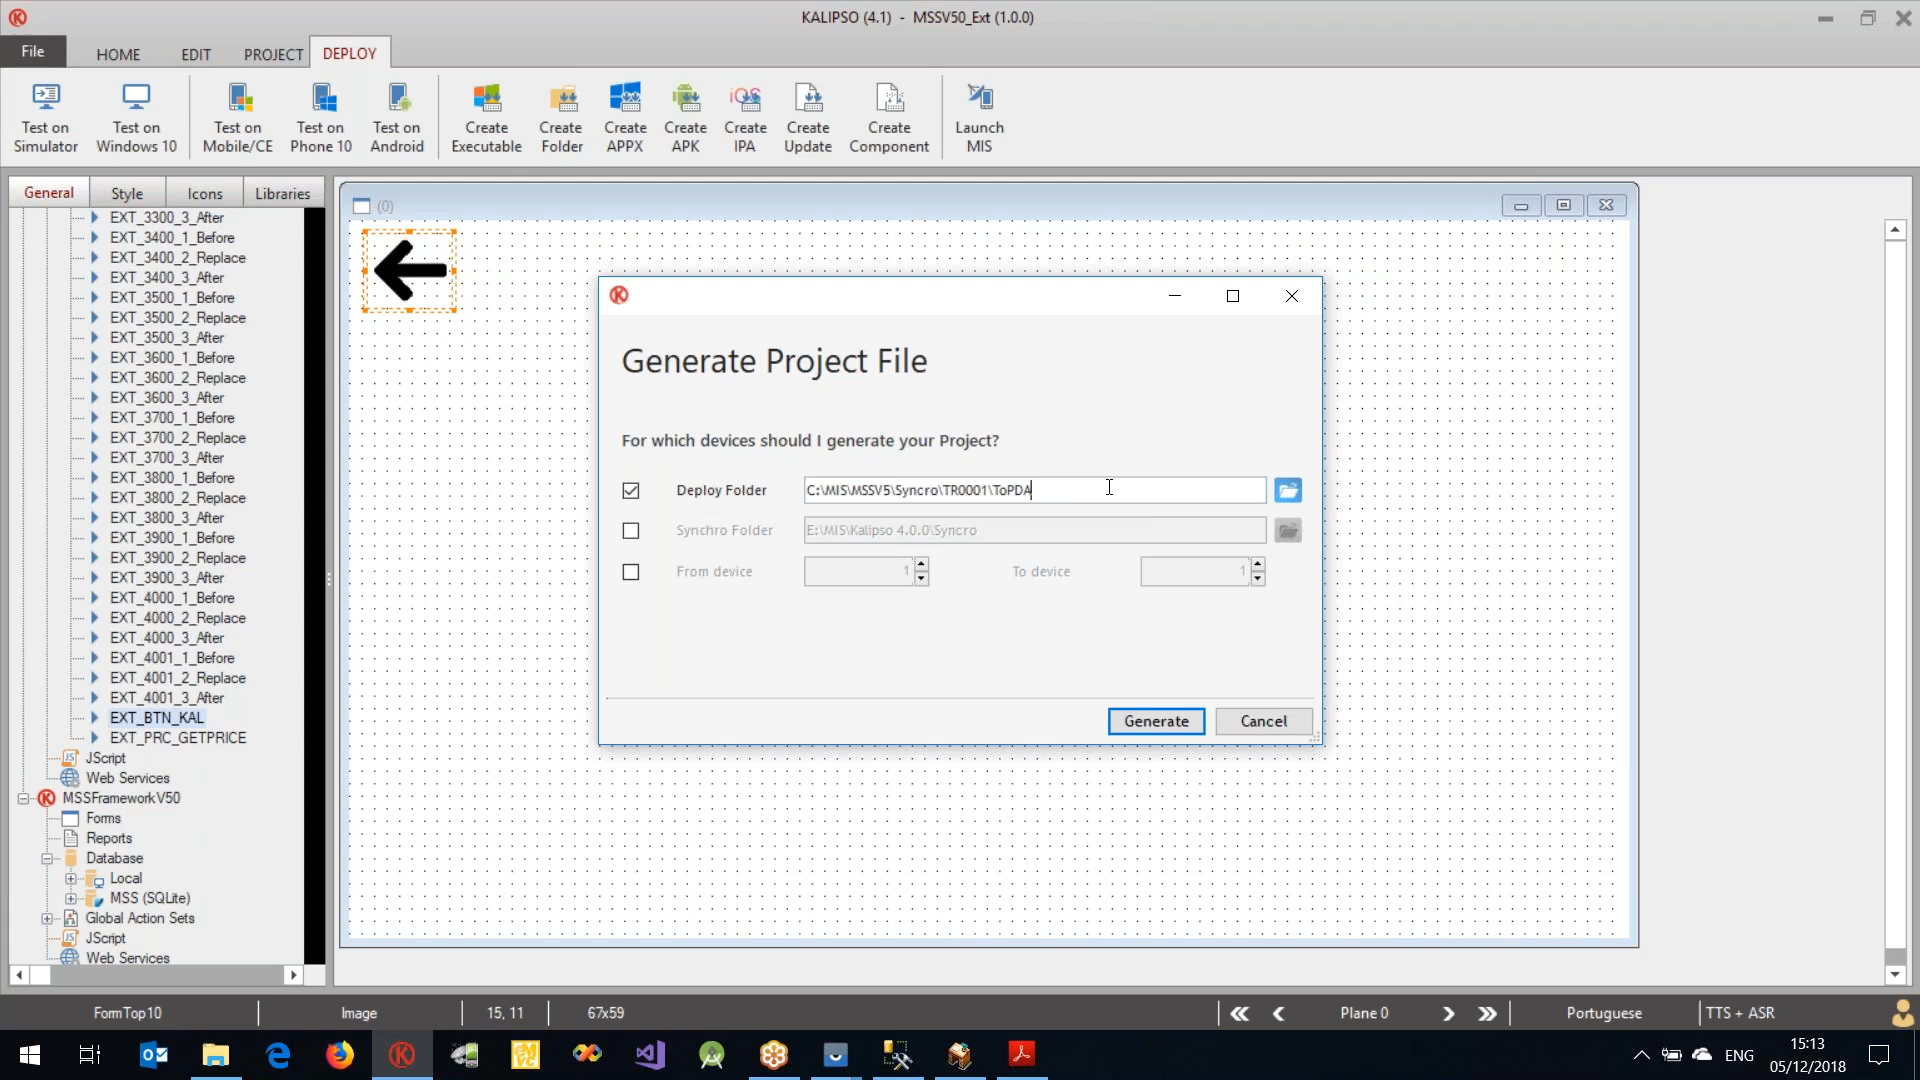 KALIPSO (4.1) - MSSV50_Ext (1.0.0)
File HOME EDIT PROJECT DEPLOY
Test on Simulator
Test on Windows 10
Test on Mobile/CE
Test on Phone 10
Test on Android
Create Executable
Create Folder
Create APPX
Create APK
iOS
Create IPA
Create Update
Create Component
Launch MIS
General Style Icons Libraries
EXT_3300_3_After
EXT_3400_1_Before
EXT_3400_2_Replace
EXT_3400_3_After
EXT_3500_1_Before
EXT_3500_2_Replace
EXT_3500_3_After
EXT_3600_1_Before
EXT_3600_2_Replace
EXT_3600_3_After
EXT_3700_1_Before
EXT_3700_2_Replace
EXT_3700_3_After
EXT_3800_1_Before
EXT_3800_2_Replace
EXT_3800_3_After
EXT_3900_1_Before
EXT_3900_2_Replace
EXT_3900_3_After
EXT_4000_1_Before
EXT_4000_2_Replace
EXT_4000_3_After
EXT_4001_1_Before
EXT_4001_2_Replace
EXT_4001_3_After
EXT_BTN_KAL
EXT_PRC_GETPRICE
JScript
Web Services
MSSFrameworkV50
Forms
Reports
Database
Local
MSS (SQLite)
Global Action Sets
JScript
Web Services
(0)
Generate Project File
For which devices should I generate your Project?
Deploy Folder C:\MIS\MSSV5\Syncro\TR0001\ToPDA
Synchro Folder E:\MIS\Kalipso 4.0.0\Syncro
From device 1 To device 1
Generate Cancel
FormTop10 Image 15, 11 67x59 Plane 0 Portuguese TTS + ASR
ENG
15:13
05/12/2018